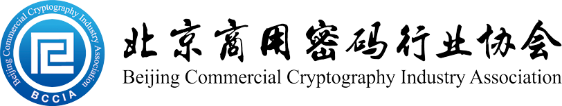 Beijing Commercial Cryptography Industry Association
BCCIA
北京商用密码行业协会
Beijing Commercial Cryptography Industry Association